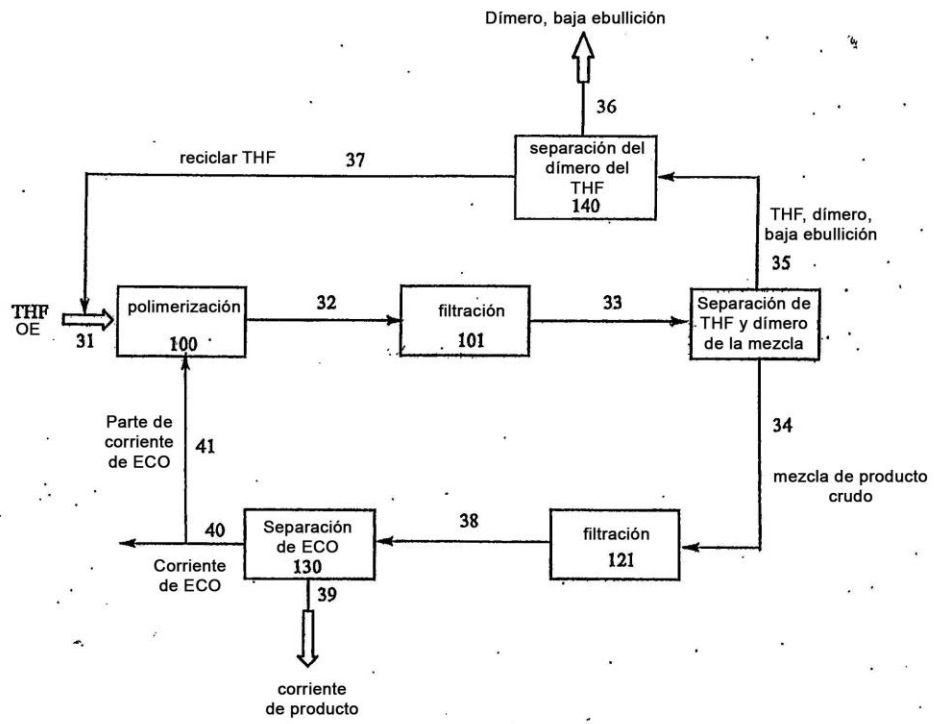 Dímero, baja ebullición
36
reciclar THF
37
separación del
dímero del
THF
140
THF, dímero,
baja ebullición
35
THF
OE
31
polimerización
100
32
filtración
101
33
Separación de
THF y dímero
de la mezcla
34
Parte de
corriente
de ECO
41
mezcla de producto
crudo
40
Corriente
de ECO
Separación
de ECO
130
38
filtración
121
39
corriente
de producto